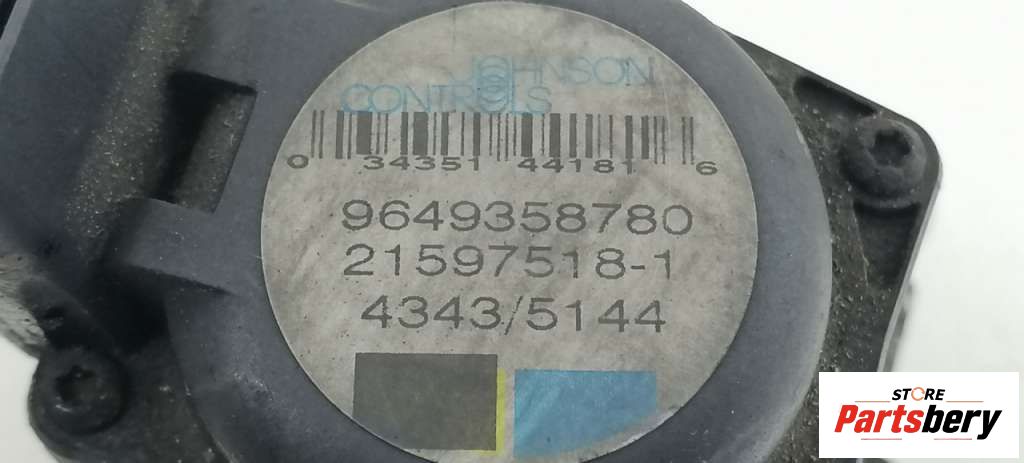 JOHNSON
CONTROLS
0 34351 44181 6
9649358780
21597518-1
4343/5144
STORE
Partsbery